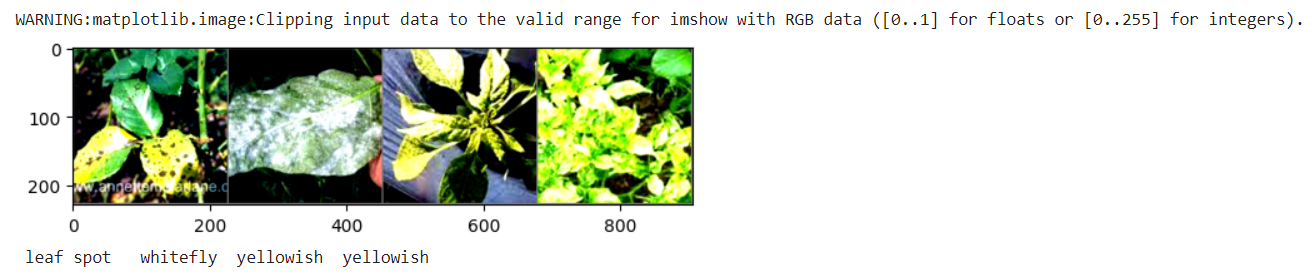 WARNING:matplotlib.image:Clipping input data to the valid range for imshow with RGB data ([0..1] for floats or [0..255] for integers).
0
100
200
0 200 400 600 800
leaf spot whitefly yellowish yellowish